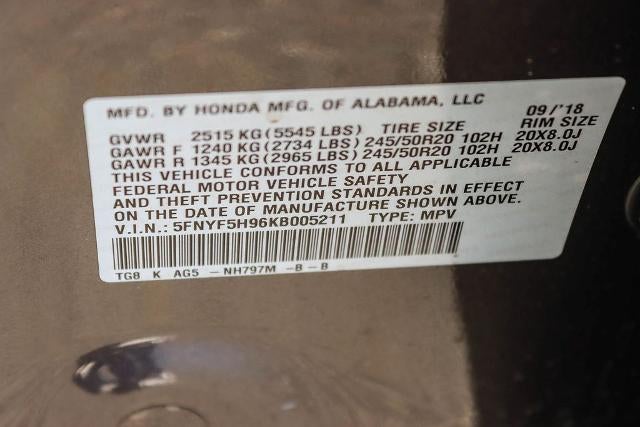 MFD. BY HONDA MFG. OF ALABAMA, LLC 09/'18
GVWR 2515 KG (5545 LBS) TIRE SIZE RIM SIZE
GAWR F 1240 KG (2734 LBS) 245/50R20 102H 20X8.0J
GAWR R 1345 KG (2965 LBS) 245/50R20 102H 20X8.0J
THIS VEHICLE CONFORMS TO ALL APPLICABLE
FEDERAL MOTOR VEHICLE SAFETY
AND THEFT PREVENTION STANDARDS IN EFFECT
ON THE DATE OF MANUFACTURE SHOWN ABOVE.
V.I.N.: 5FNYF5H96KB005211 TYPE: MPV
TG8 K AG5 - NH797M -B-B